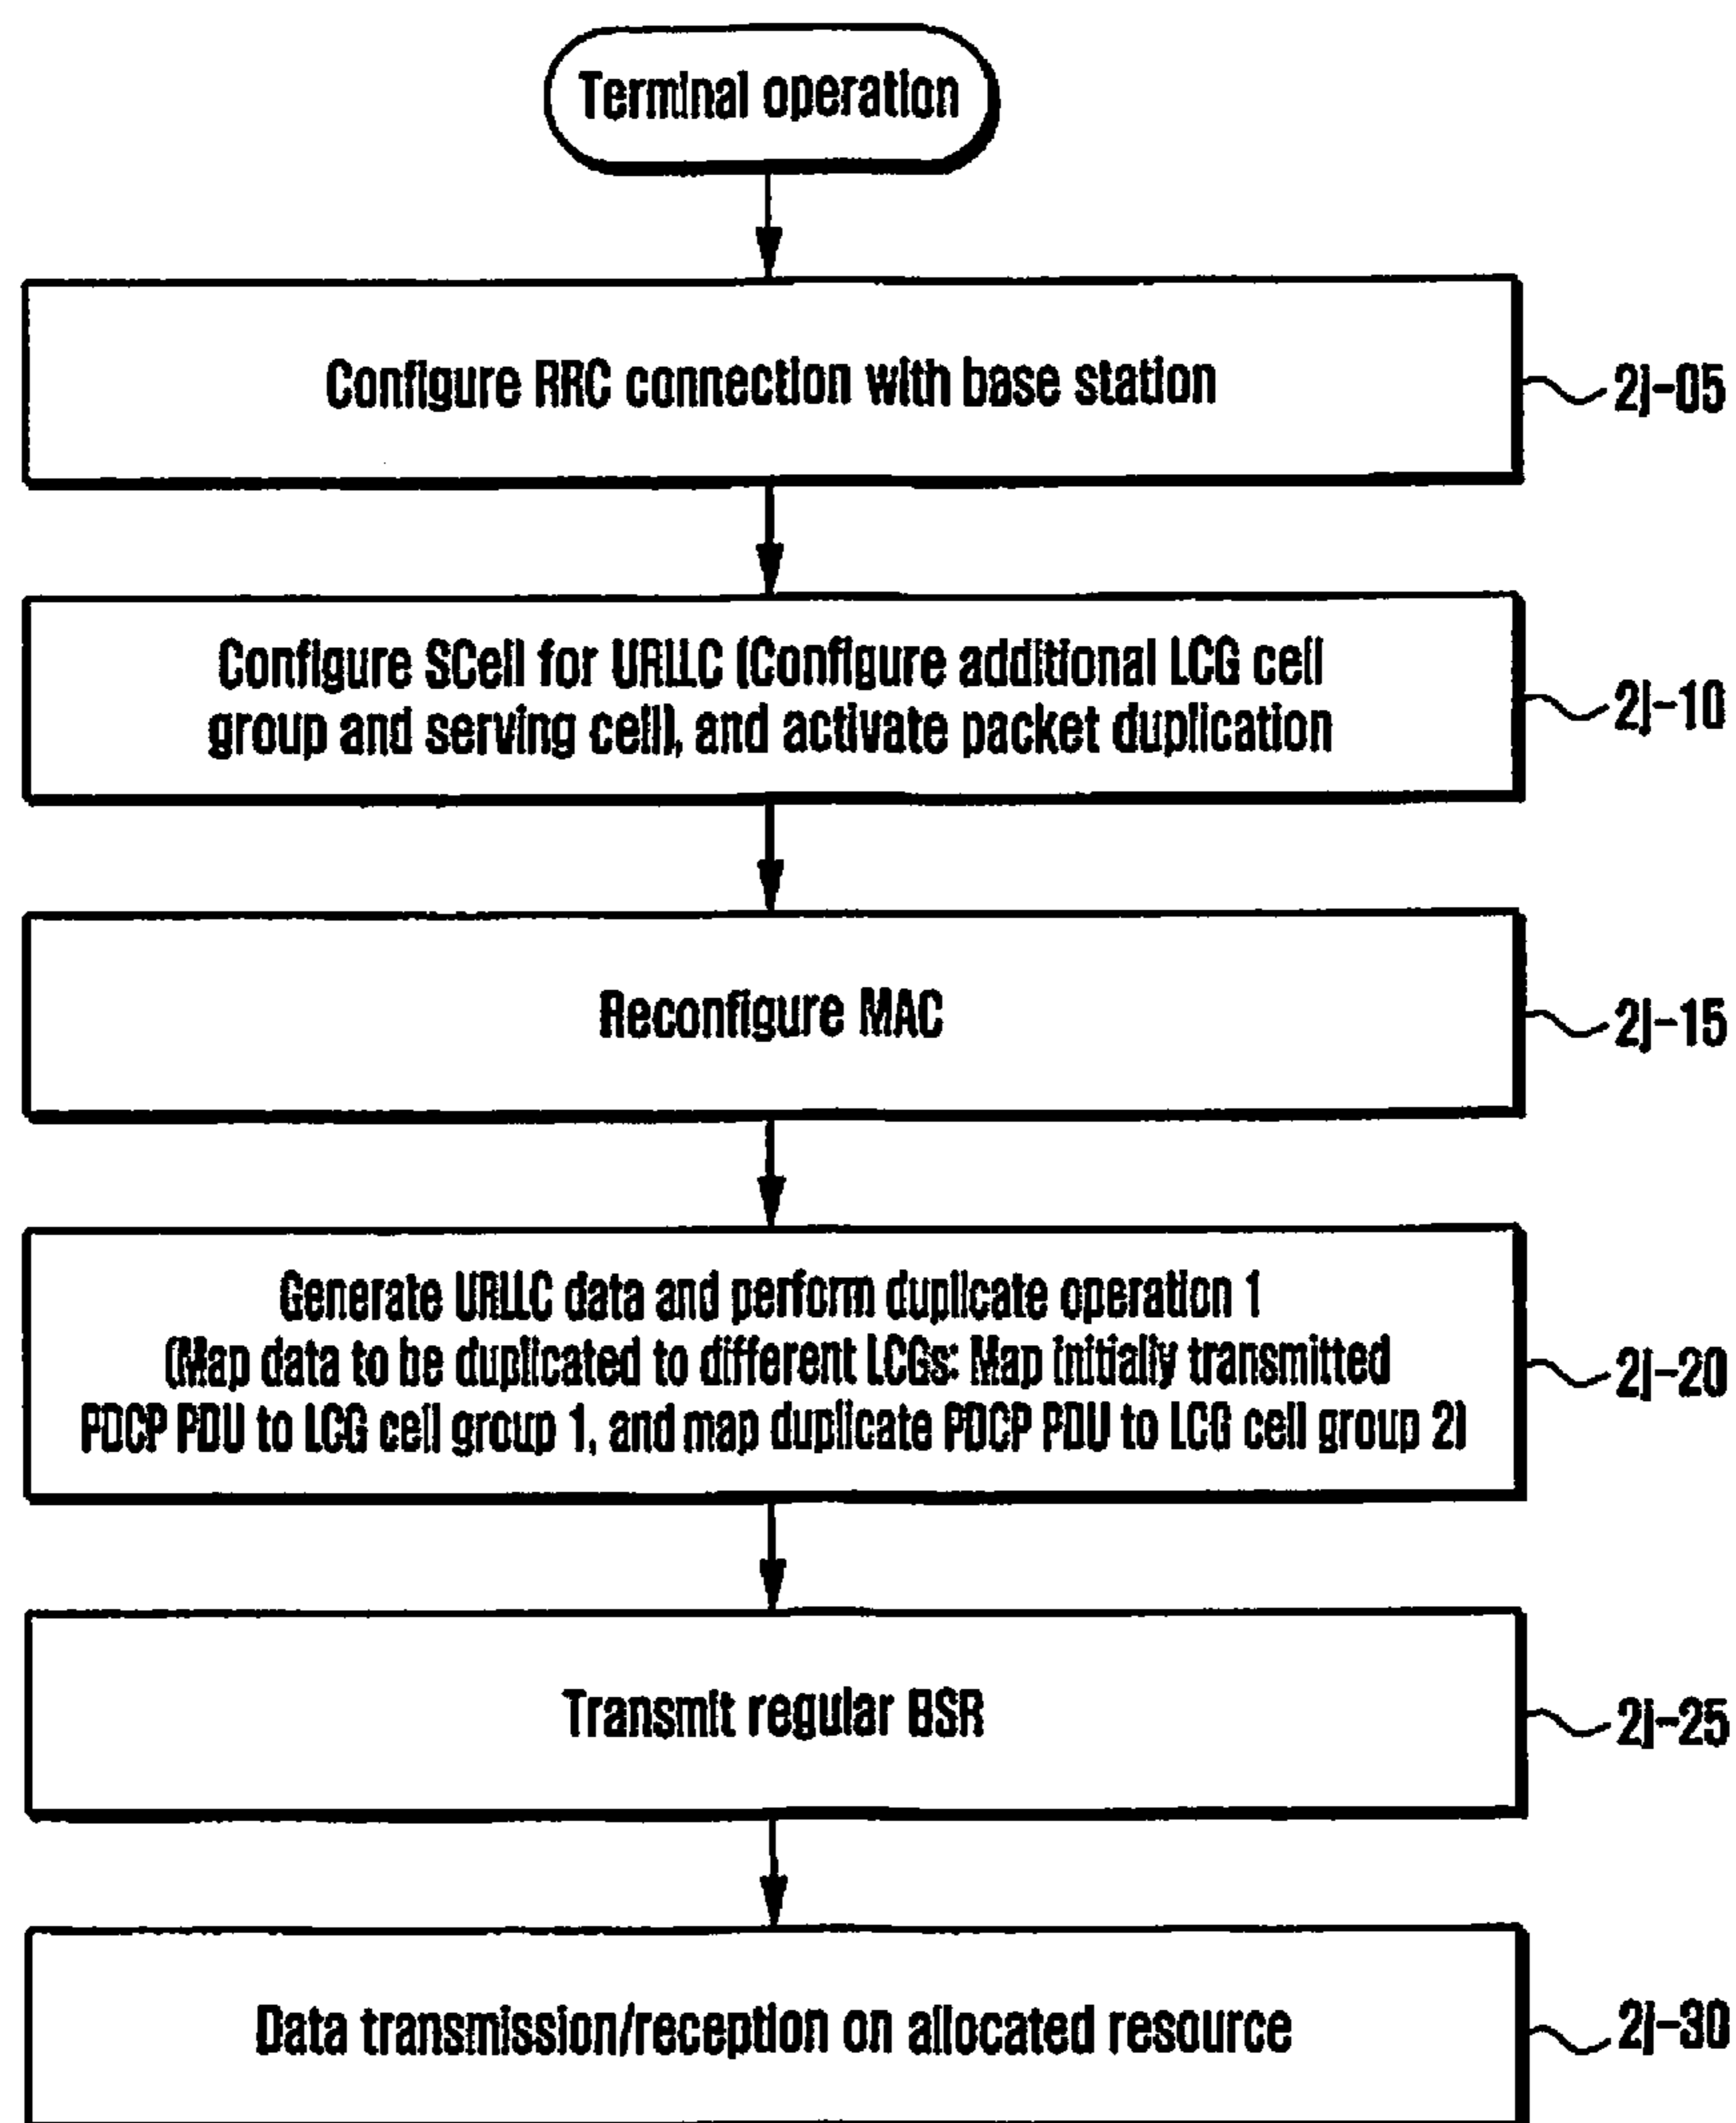 Terminal operation
Configure RRC connection with base station
2j-05
Configure SCell for URLLC (Configure additional LCG cell
group and serving cell), and activate packet duplication
2j-10
Reconfigure MAC
2j-15
Generate URLLC data and perform duplicate operation 1
(Map data to be duplicated to different LCGs: Map initially transmitted
PDCP PDU to LCG cell group 1, and map duplicate PDCP PDU to LCG cell group 2)
2j-20
Transmit regular BSR
2j-25
Data transmission/reception on allocated resource
2j-30